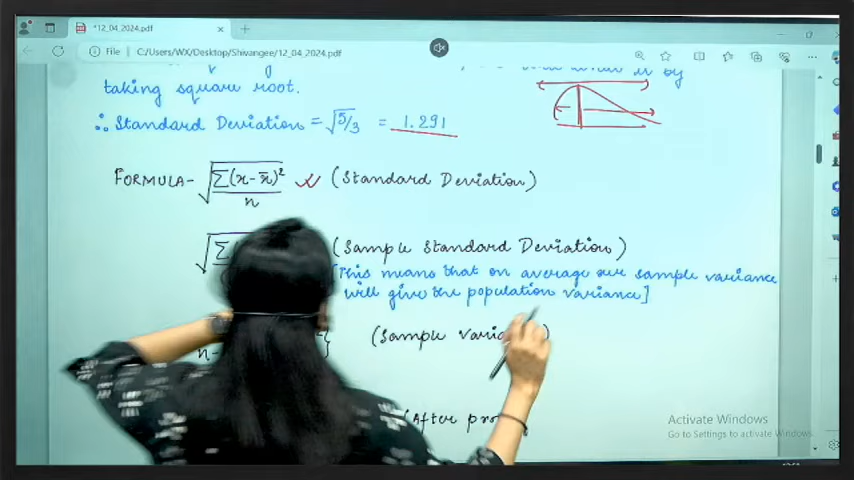 *12_04_2024.pdf
File | C:/Users/WX/Desktop/Shivangee/12_04_2024.pdf
by
taking square root.
∴ Standard Deviation = √5/3 = 1.291
FORMULA- √Σ(x-x̄)²/n (Standard Deviation)
√Σ (Sample Standard Deviation)
[This means that on average our sample variance
will give the population variance]
n- (Sample
(After
Activate Windows
Go to Settings to activate Windows.